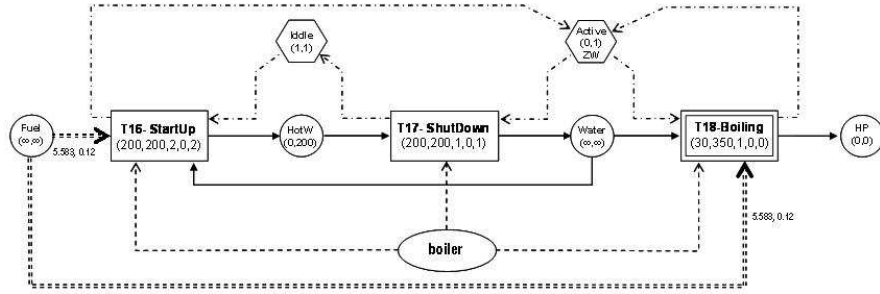 Iddle
(1,1)
Active
(0,1)
ZW
Fuel
(∞,∞)
T16- StartUp
(200,200,2,0,2)
HotW
(0,200)
T17- ShutDown
(200,200,1,0,1)
Water
(∞,∞)
T18-Boiling
(30,350,1,0,0)
HP
(0,0)
5.583, 0.12
5.583, 0.12
boiler